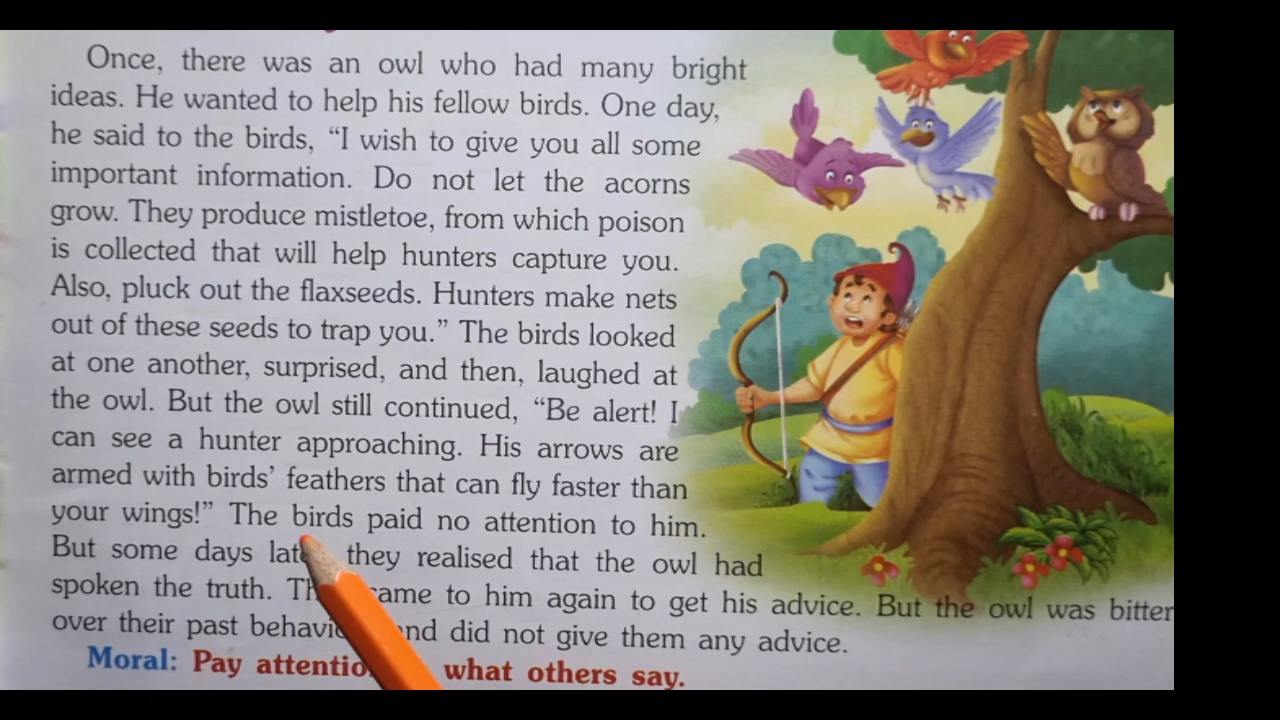 Once, there was an owl who had many bright
ideas. He wanted to help his fellow birds. One day,
he said to the birds, “I wish to give you all some
important information. Do not let the acorns
grow. They produce mistletoe, from which poison
is collected that will help hunters capture you.
Also, pluck out the flaxseeds. Hunters make nets
out of these seeds to trap you.” The birds looked
at one another, surprised, and then, laughed at
the owl. But the owl still continued, “Be alert! I
can see a hunter approaching. His arrows are
armed with birds’ feathers that can fly faster than
your wings!” The birds paid no attention to him.
But some days they realised that the owl had
spoken the truth. to him again to get his advice. But the owl was bitter
over their past and did not give them any advice.
Moral: Pay what others say.